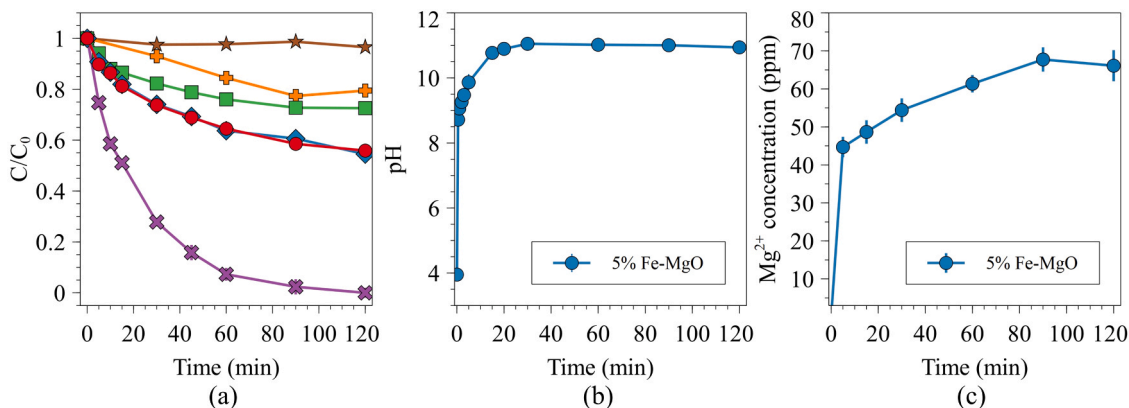 1
0.8
0.6
0.4
0.2
0
C/C₀
0 20 40 60 80 100 120
Time (min)
(a)
12
10
8
6
4
pH
5% Fe-MgO
0 20 40 60 80 100 120
Time (min)
(b)
80
70
60
50
40
30
20
10
Mg²⁺ concentration (ppm)
5% Fe-MgO
0 20 40 60 80 100 120
Time (min)
(c)